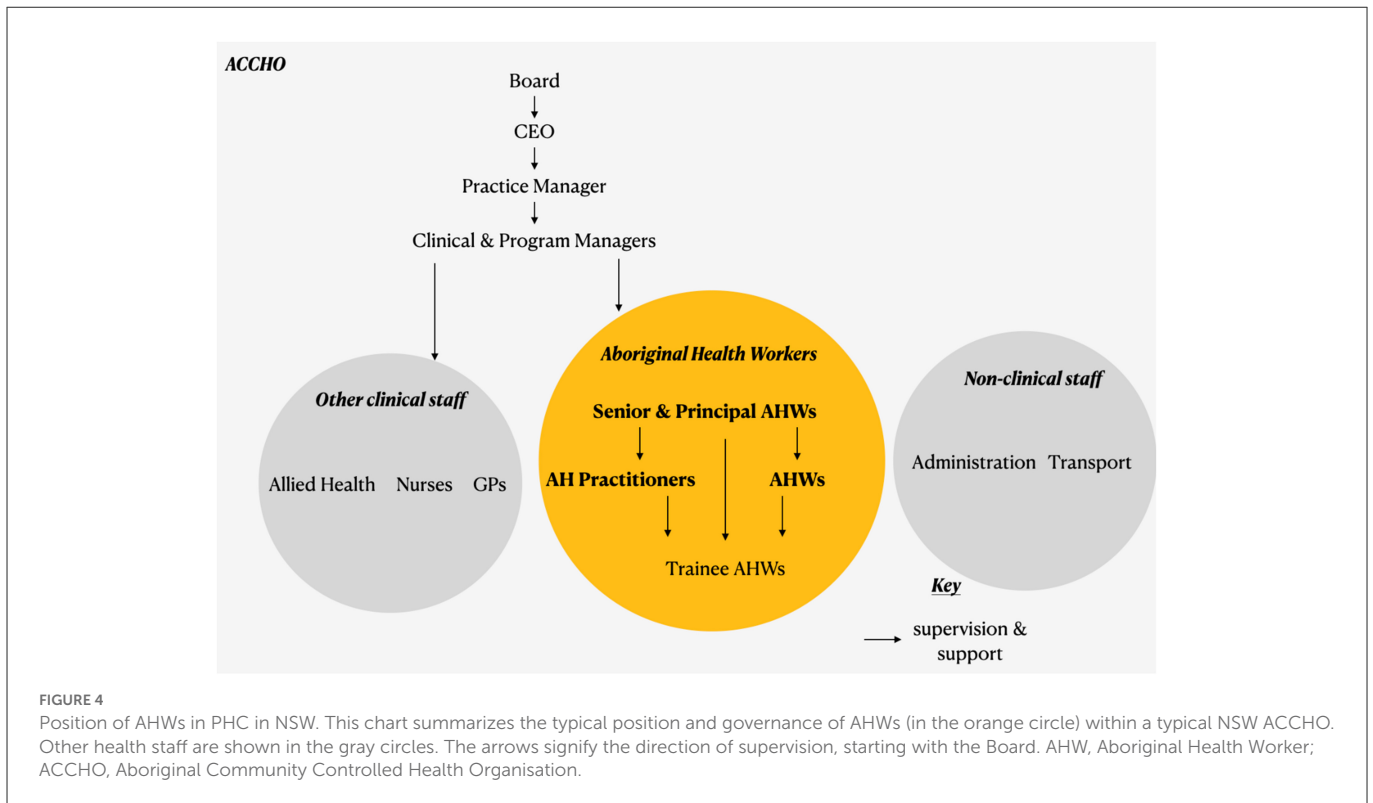 ACCHO
Board
CEO
Practice Manager
Clinical & Program Managers
Other clinical staff
Allied Health Nurses GPs
Aboriginal Health Workers
Senior & Principal AHWs
AH Practitioners AHWs
Trainee AHWs
Non-clinical staff
Administration Transport
Key
supervision &
support
FIGURE 4
Position of AHWs in PHC in NSW. This chart summarizes the typical position and governance of AHWs (in the orange circle) within a typical NSW ACCHO.
Other health staff are shown in the gray circles. The arrows signify the direction of supervision, starting with the Board. AHW, Aboriginal Health Worker;
ACCHO, Aboriginal Community Controlled Health Organisation.